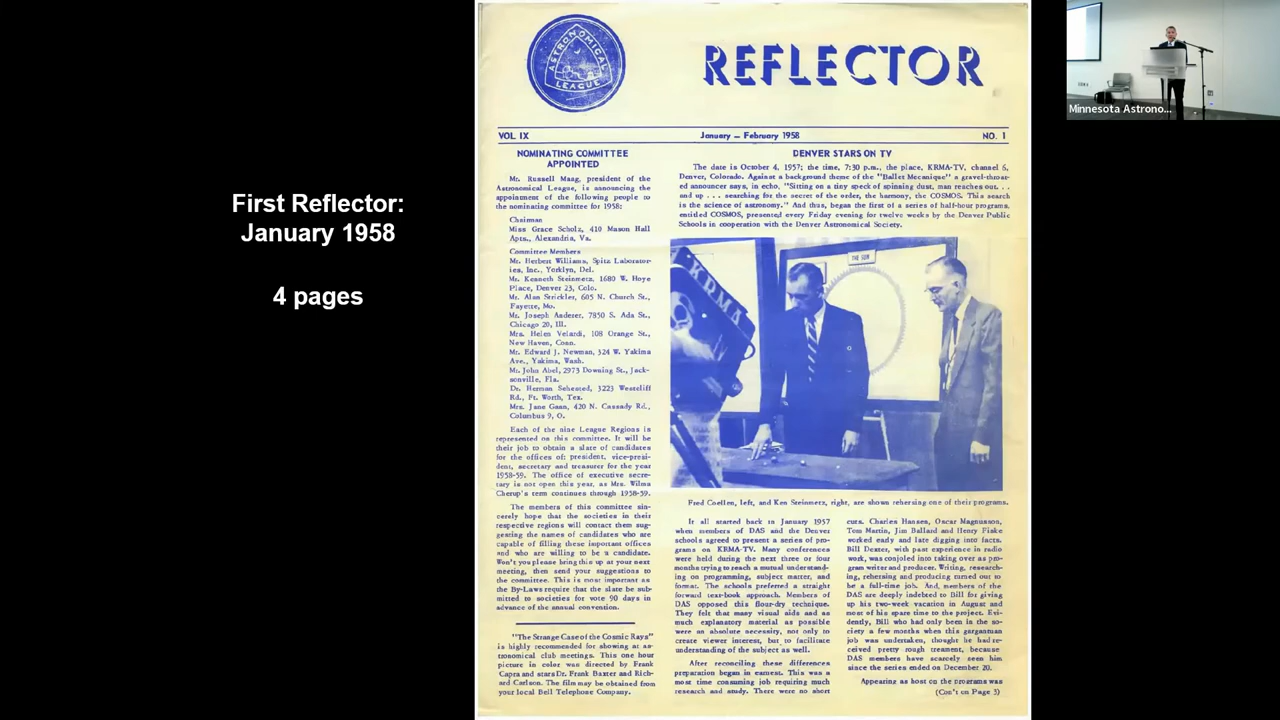 First Reflector:
January 1958
4 pages
ASTRONOMICAL
LEAGUE
REFLECTOR
VOL IX
January – February 1958
NO. 1
NOMINATING COMMITTEE
APPOINTED
Mr. Russell Maag, president of the
Astronomical League, is announcing the
appointment of the following people to
the nominating committee for 1958:
Chairman
Miss Grace Scholz, 410 Mason Hall
Apts., Alexandria, Va.
Committee Members
Mr. Herbert Williams, Spitz Laborator-
ies, Inc., Yorklyn, Del.
Mr. Kenneth Steinmetz, 1680 W. Hoye
Place, Denver 23, Colo.
Mr. Alan Strickler, 605 N. Church St.,
Fayette, Mo.
Mr. Joseph Anderer, 7850 S. Ada St.,
Chicago 20, Ill.
Mrs. Helen Velardi, 108 Orange St.,
New Haven, Conn.
Mr. Edward J. Newman, 324 W. Yakima
Ave., Yakima, Wash.
Mr. John Abel, 2973 Downing St., Jack-
sonville, Fla.
Dr. Herman Sehested, 3223 Westcliff
Rd., Ft. Worth, Tex.
Mrs. Jane Gann, 420 N. Cassady Rd.,
Columbus 9, O.
Each of the nine League Regions is
represented on this committee. It will be
their job to obtain a slate of candidates
for the offices of: president, vice-presi-
dent, secretary and treasurer for the year
1958-59. The office of executive secre-
tary is not open this year, as Mrs. Wilma
Cherup's term continues through 1958-59.
The members of this committee sin-
cerely hope that the societies in their
respective regions will contact them sug-
gesting the names of candidates who are
capable of filling these important offices
and who are willing to be a candidate.
Won't you please bring this up at your next
meeting, then send your suggestions to
the committee. This is most important as
the By-Laws require that the slate be sub-
mitted to societies for vote 90 days in
advance of the annual convention.
"The Strange Case of the Cosmic Rays"
is highly recommended for showing at as-
tronomical club meetings. This one hour
picture in color was directed by Frank
Capra and stars Dr. Frank Baxter and Rich-
ard Carlson. The film may be obtained from
your local Bell Telephone Company.
DENVER STARS ON TV
The date is October 4, 1957; the time, 7:30 p.m., the place, KRMA-TV, channel 6,
Denver, Colorado. Against a background theme of the "Ballet Mecanique" a gravel-throat-
ed announcer says, in echo, "Sitting on a tiny speck of spinning dust, man reaches out. . .
and up . . . searching for the secret of the order, the harmony, the COSMOS. This search
is the science of astronomy." And thus, began the first of a series of half-hour programs,
entitled COSMOS, presented every Friday evening for twelve weeks by the Denver Public
Schools in cooperation with the Denver Astronomical Society.
KRMA
THE SUN
Fred Coellen, left, and Ken Steinmetz, right, are shown rehersing one of their programs.
It all started back in January 1957
when members of DAS and the Denver
schools agreed to present a series of pro-
grams on KRMA-TV. Many conferences
were held during the next three or four
months trying to reach a mutual understand-
ing on programming, subject matter, and
format. The schools preferred a straight
forward text-book approach. Members of
DAS opposed this flour-dry technique.
They felt that many visual aids and as
much explanatory material as possible
were an absolute necessity, not only to
create viewer interest, but to facilitate
understanding of the subject as well.
After reconciling these differences
preparation began in earnest. This was a
most time consuming job requiring much
research and study. There were no short
cuts. Charles Hansen, Oscar Magnusson,
Tom Martin, Jim Ballard and Henry Fiske
worked early and late digging into facts.
Bill Dexter, with past experience in radio
work, was conjoled into taking over as pro-
gram writer and producer. Writing, research-
ing, rehersing and producing turned out to
be a full-time job. And, members of the
DAS are deeply indebted to Bill for giving
up his two-week vacation in August and
most of his spare time to the project. Evi-
dently, Bill who had only been in the so-
ciety a few months when this gargantuan
job was undertaken, thought he had re-
ceived pretty rough treament, because
DAS members have scarcely seen him
since the series ended on December 20.
Appearing as host on the programs was
(Con't on Page 3)
Minnesota Astrono...